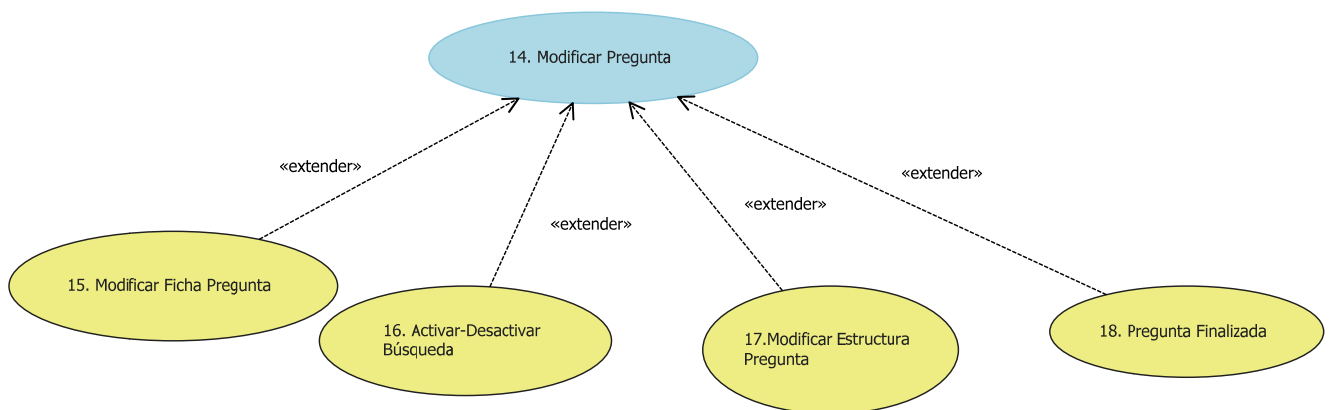 14. Modificar Pregunta
«extender»
«extender»
«extender»
«extender»
15. Modificar Ficha Pregunta
16. Activar-Desactivar
Búsqueda
17.Modificar Estructura
Pregunta
18. Pregunta Finalizada